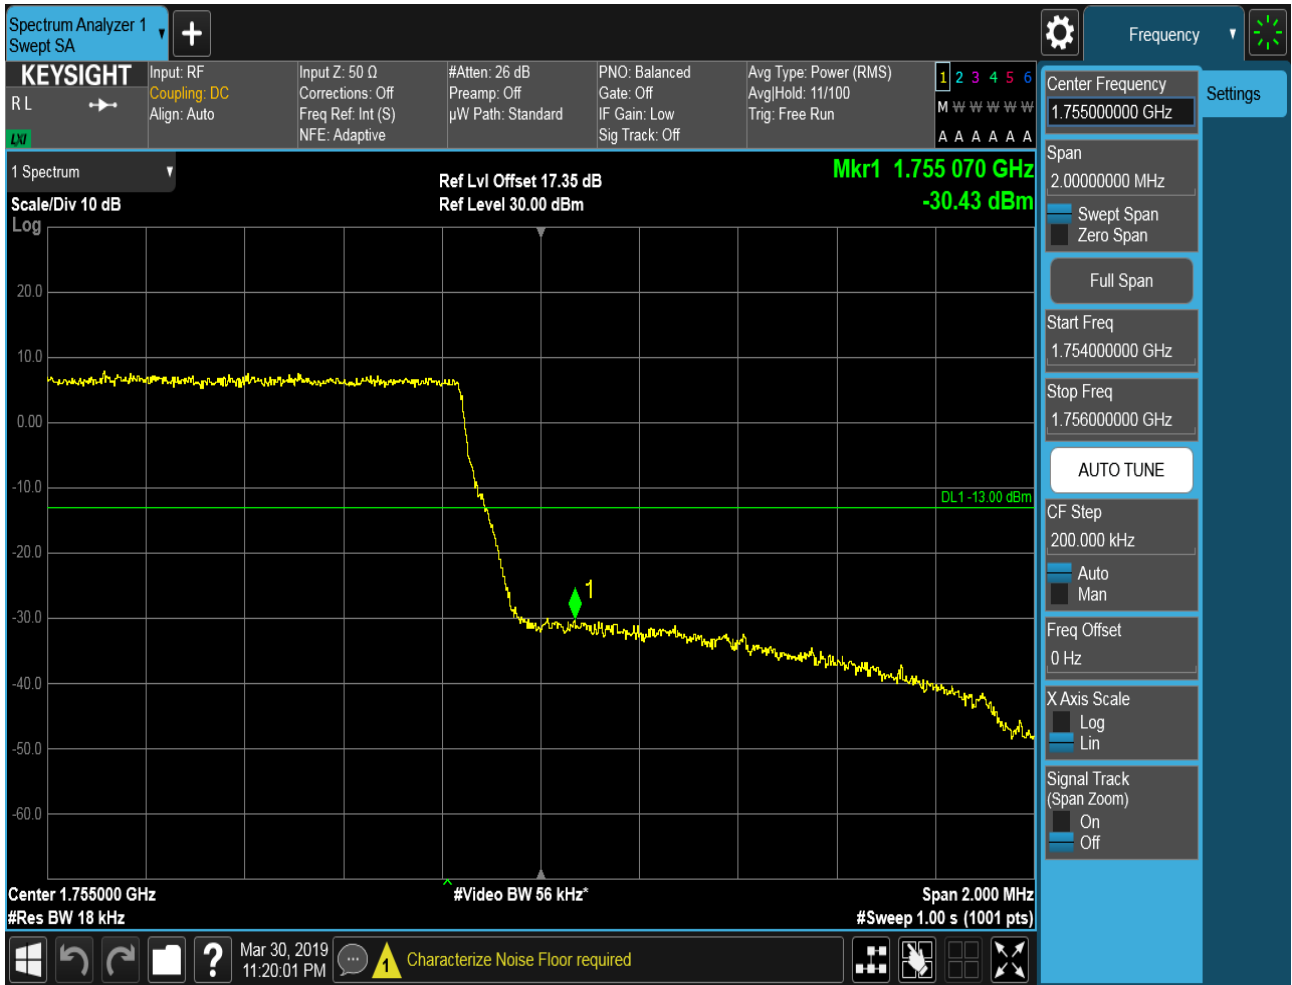 Spectrum Analyzer 1
Swept SA
Frequency
KEYSIGHT
R L
LXI
Input: RF
Coupling: DC
Align: Auto
Input Z: 50 Ω
Corrections: Off
Freq Ref: Int (S)
NFE: Adaptive
#Atten: 26 dB
Preamp: Off
µW Path: Standard
PNO: Balanced
Gate: Off
IF Gain: Low
Sig Track: Off
Avg Type: Power (RMS)
Avg|Hold: 11/100
Trig: Free Run
1 2 3 4 5 6
M W W W W W
A A A A A A
1 Spectrum
Scale/Div 10 dB
Log
Ref Lvl Offset 17.35 dB
Ref Level 30.00 dBm
Mkr1 1.755 070 GHz
-30.43 dBm
20.0
10.0
0.00
-10.0
-20.0
-30.0
-40.0
-50.0
-60.0
DL1 -13.00 dBm
1
Center 1.755000 GHz
#Res BW 18 kHz
#Video BW 56 kHz*
Span 2.000 MHz
#Sweep 1.00 s (1001 pts)
Center Frequency
1.755000000 GHz
Span
2.00000000 MHz
Swept Span
Zero Span
Full Span
Start Freq
1.754000000 GHz
Stop Freq
1.756000000 GHz
AUTO TUNE
CF Step
200.000 kHz
Auto
Man
Freq Offset
0 Hz
X Axis Scale
Log
Lin
Signal Track
(Span Zoom)
On
Off
Settings
?
Mar 30, 2019
11:20:01 PM
1
Characterize Noise Floor required